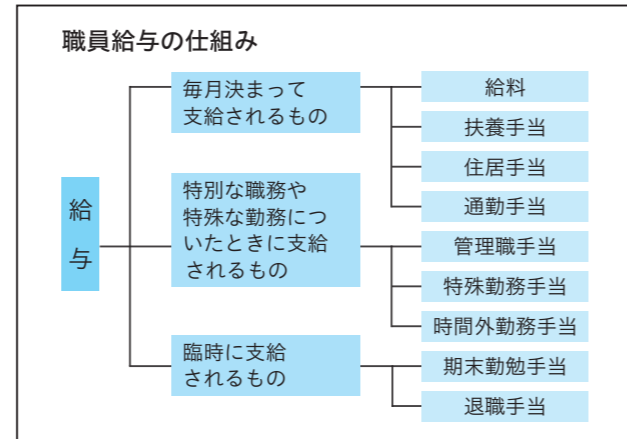 職員給与の仕組み
給
与
毎月決まって
支給されるもの
給料
扶養手当
住居手当
通勤手当
特別な職務や
特殊な勤務につ
いたときに支給
されるもの
管理職手当
特殊勤務手当
時間外勤務手当
臨時に支給
されるもの
期末勤勉手当
退職手当